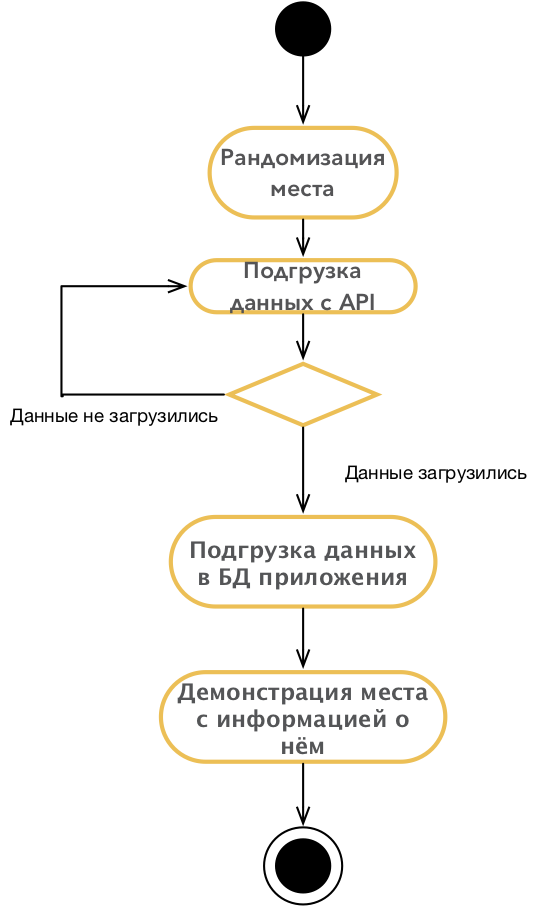 Рандомизация
места
Подгрузка
данных с API
Данные не загрузились
Данные загрузились
Подгрузка данных
в БД приложения
Демонстрация места
с информацией о
нём